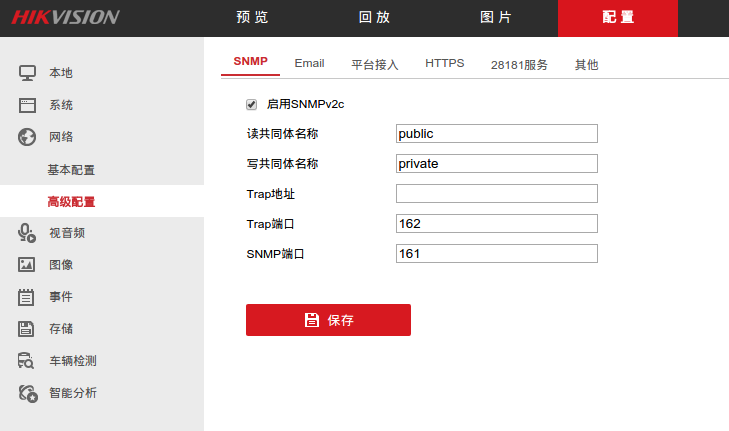 HIKVISION 预览 回放 图片 配置
SNMP Email 平台接入 HTTPS 28181服务 其他
本地
系统
网络
基本配置
高级配置
视音频
图像
事件
存储
车辆检测
智能分析
启用SNMPv2c
读共同体名称 public
写共同体名称 private
Trap地址
Trap端口 162
SNMP端口 161
保存